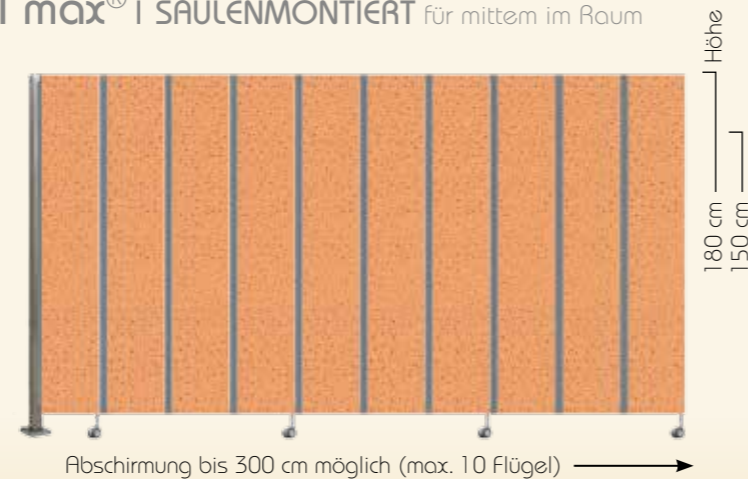 max® | SÄULENMONTIERT für mittem im Raum
Höhe
180 cm
150 cm
Abschirmung bis 300 cm möglich (max. 10 Flügel)